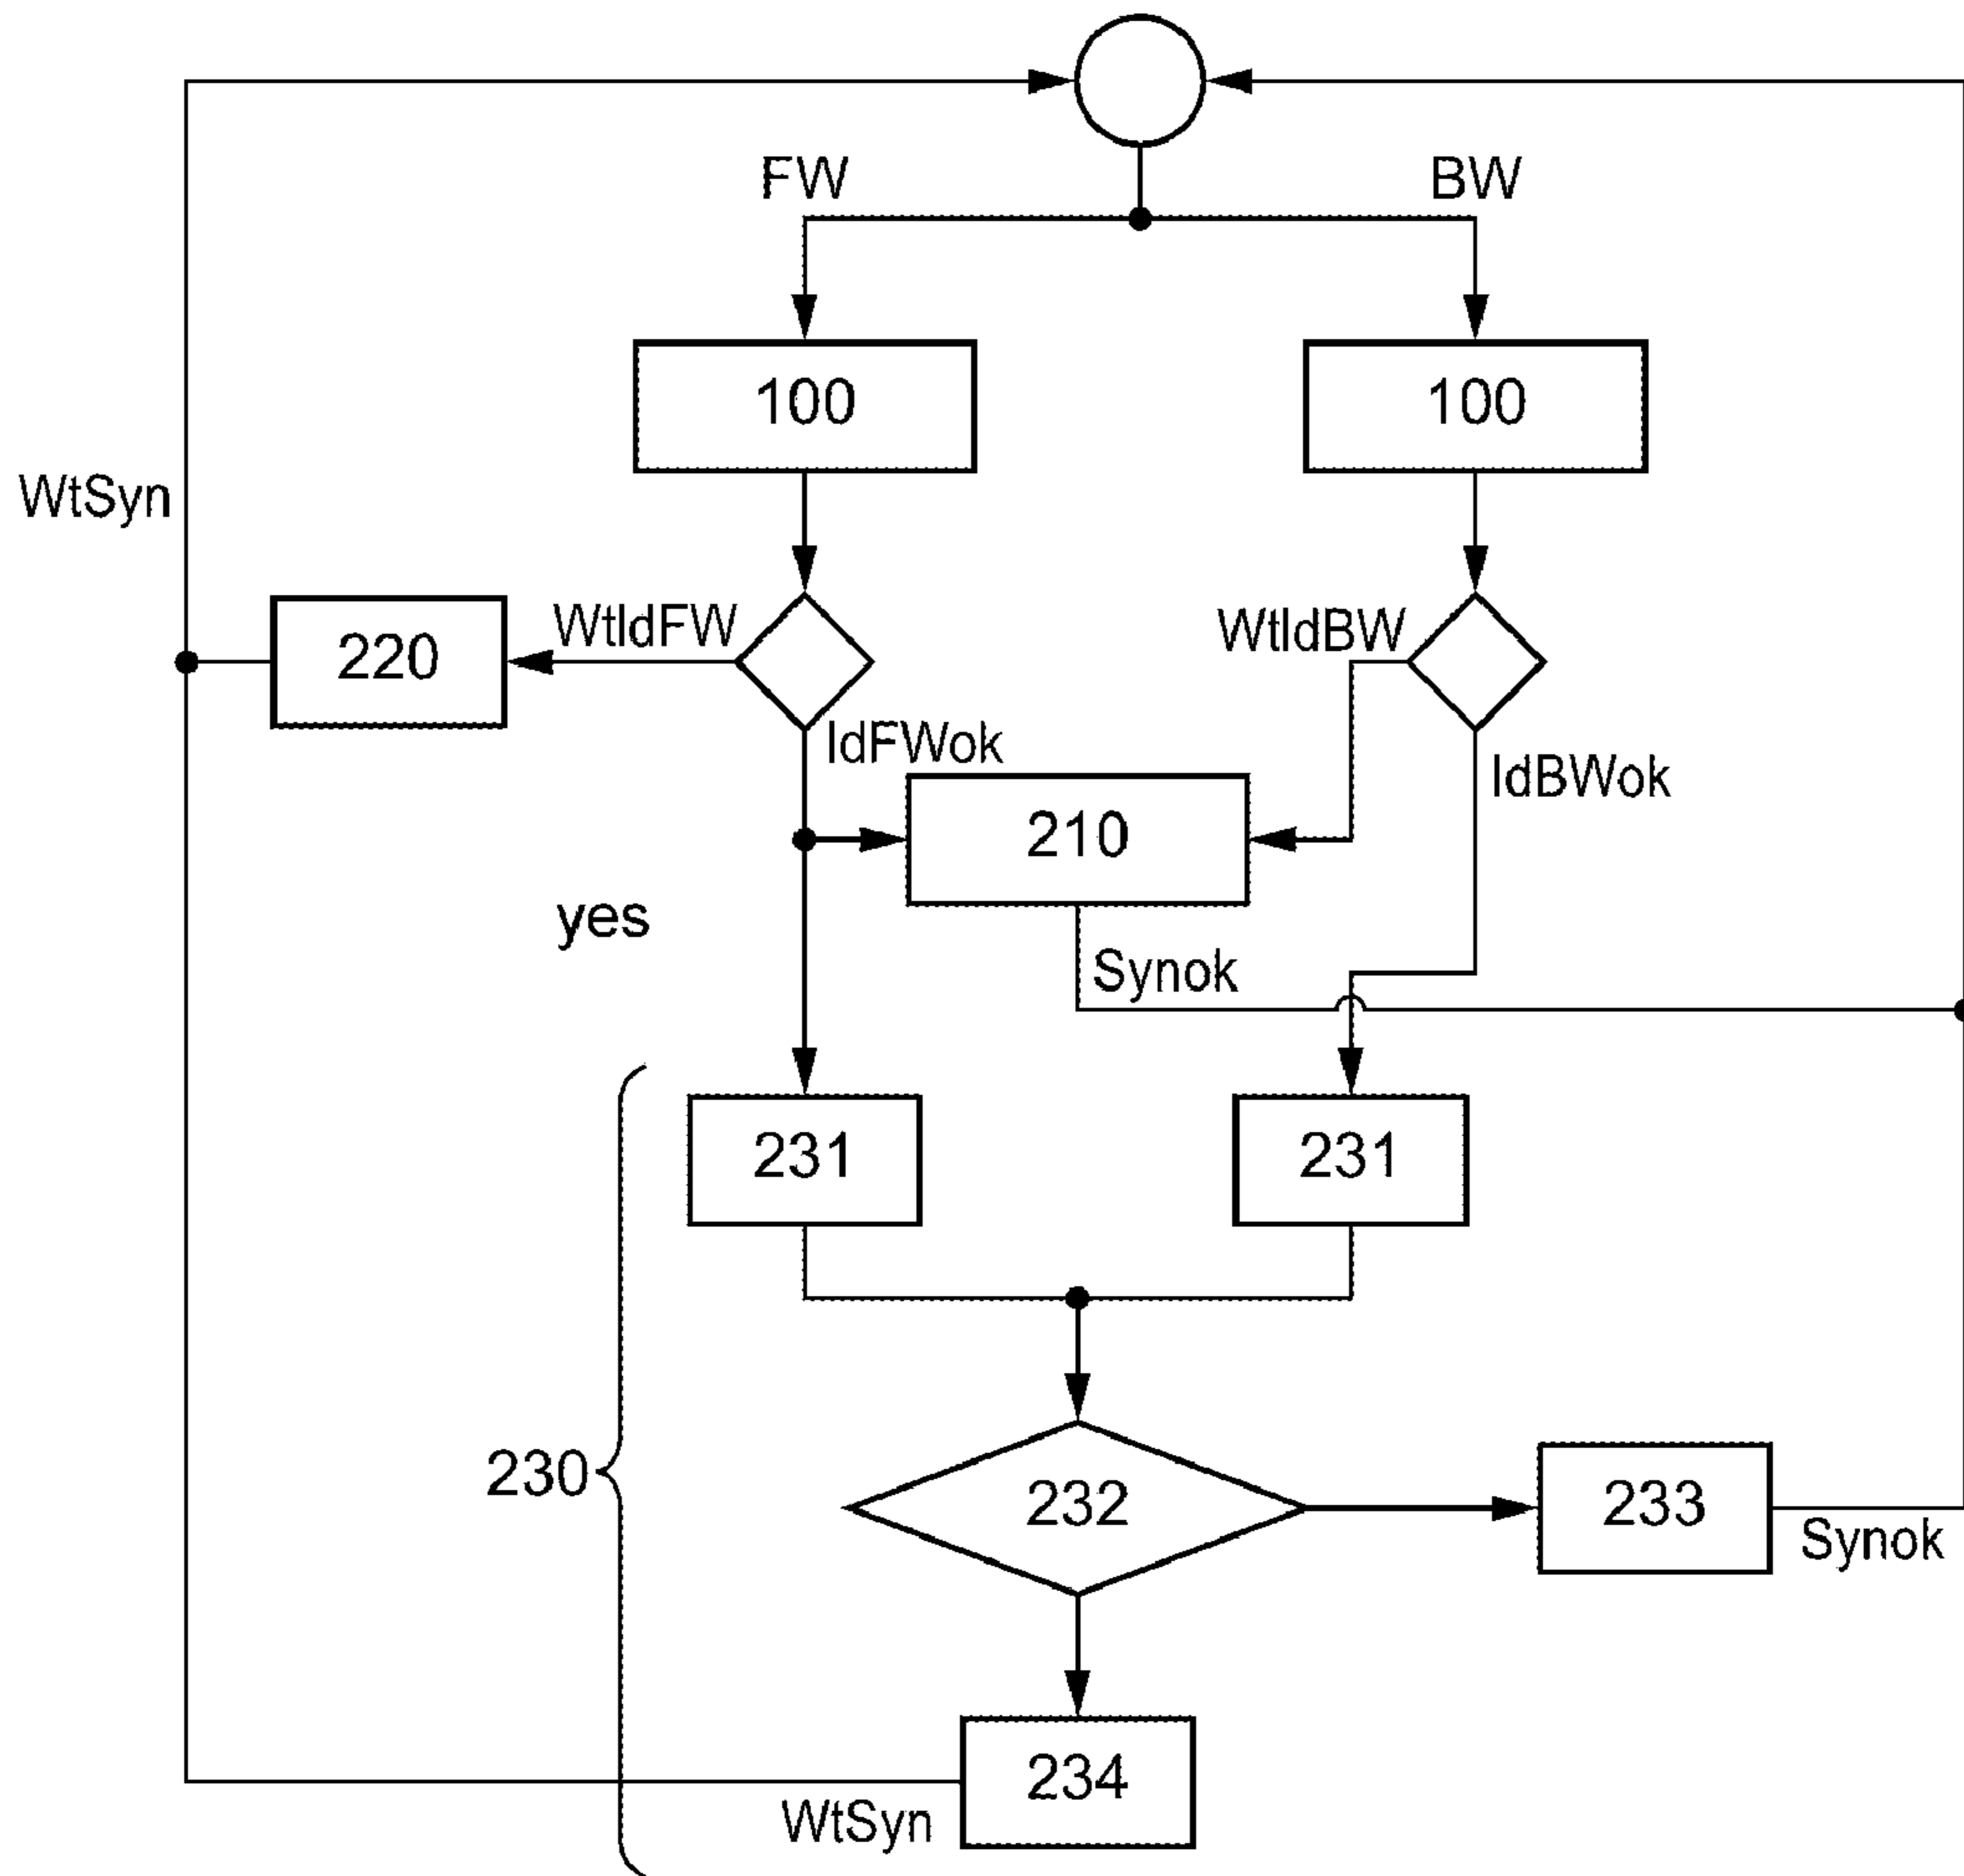 FW
BW
100
100
WtSyn
WtIdFW
WtIdBW
220
IdFWok
IdBWok
210
yes
Synok
231
231
230
232
233
Synok
234
WtSyn